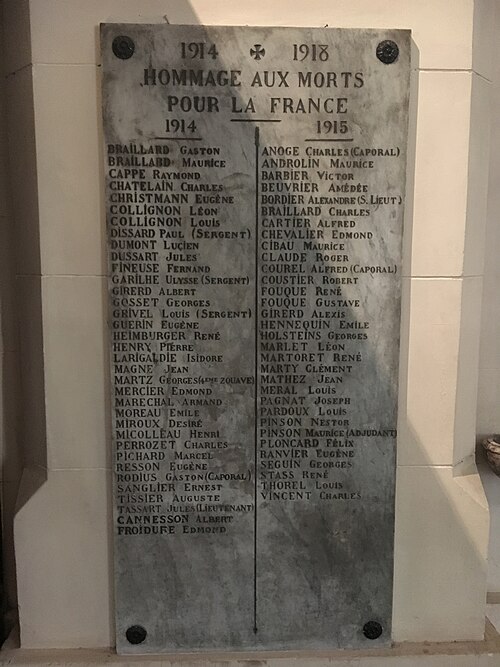 1914 ✠ 1918
HOMMAGE AUX MORTS
POUR LA FRANCE
1914
BRAILLARD GASTON
BRAILLARD MAURICE
CAPPE RAYMOND
CHATELAIN CHARLES
CHRISTMANN EUGÈNE
COLLIGNON LÉON
COLLIGNON LOUIS
DISSARD PAUL (SERGENT)
DUMONT LUCIEN
DUSSART JULES
FINEUSE FERNAND
GARILHE ULYSSE (SERGENT)
GIRERD ALBERT
GOSSET GEORGES
GRIVEL LOUIS (SERGENT)
GUERIN EUGÈNE
HEIMBURGER RENÉ
HENRY PIERRE
LARIGALDIE ISIDORE
MAGNE JEAN
MARTZ GEORGES (4EME ZOUAVE)
MERCIER EDMOND
MARECHAL ARMAND
MOREAU EMILE
MIROUX DESIRÉ
MICOLLEAU HENRI
PERROZET CHARLES
PICHARD MARCEL
RESSON EUGÈNE
RODIUS GASTON (CAPORAL)
SANGLIER ERNEST
TISSIER AUGUSTE
TASSART JULES (LIEUTENANT)
CANNESSON ALBERT
FROIDURE EDMOND
1915
ANOGE CHARLES (CAPORAL)
ANDROLIN MAURICE
BARBIER VICTOR
BEUVRIER AMÉDÉE
BORDIER ALEXANDRE (S. LIEUT.)
BRAILLARD CHARLES
CARTIER ALFRED
CHEVALIER EDMOND
CIBAU MAURICE
CLAUDE ROGER
COUREL ALFRED (CAPORAL)
COUSTIER ROBERT
FOUQUE RENÉ
FOUQUE GUSTAVE
GIRERD ALEXIS
HENNEQUIN EMILE
HOLSTEINS GEORGES
MARLET LÉON
MARTORET RENÉ
MARTY CLÉMENT
MATHEZ JEAN
MERAL LOUIS
PAGNAT JOSEPH
PARDOUX LOUIS
PINSON NESTOR
PINSON MAURICE (ADJUDANT)
PLONCARD FÉLIX
RANVIER EUGÈNE
SEGUIN GEORGES
STASS RENÉ
THOREL LOUIS
VINCENT CHARLES